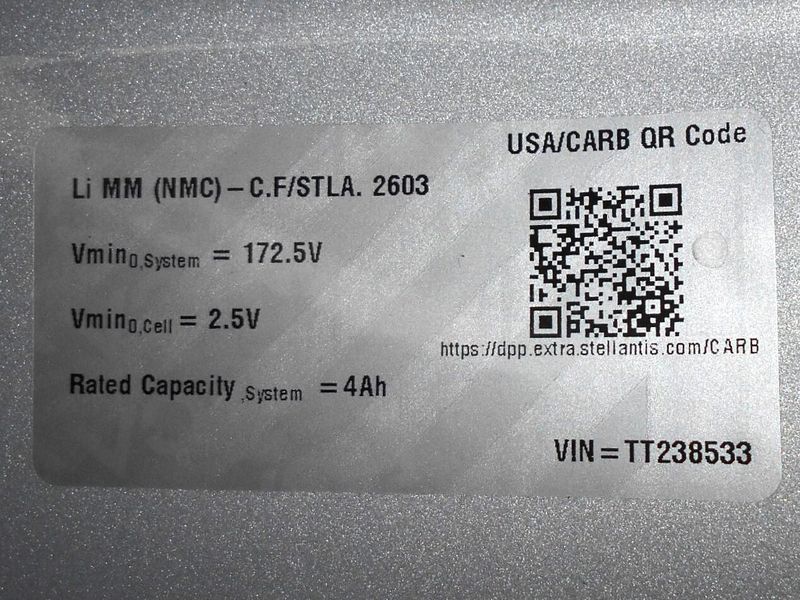 Li MM (NMC) – C.F/STLA. 2603
Vmin0,System = 172.5V
Vmin0,Cell = 2.5V
Rated Capacity ,System = 4Ah
USA/CARB QR Code
https://dpp.extra.stellantis.com/CARB
VIN = TT238533